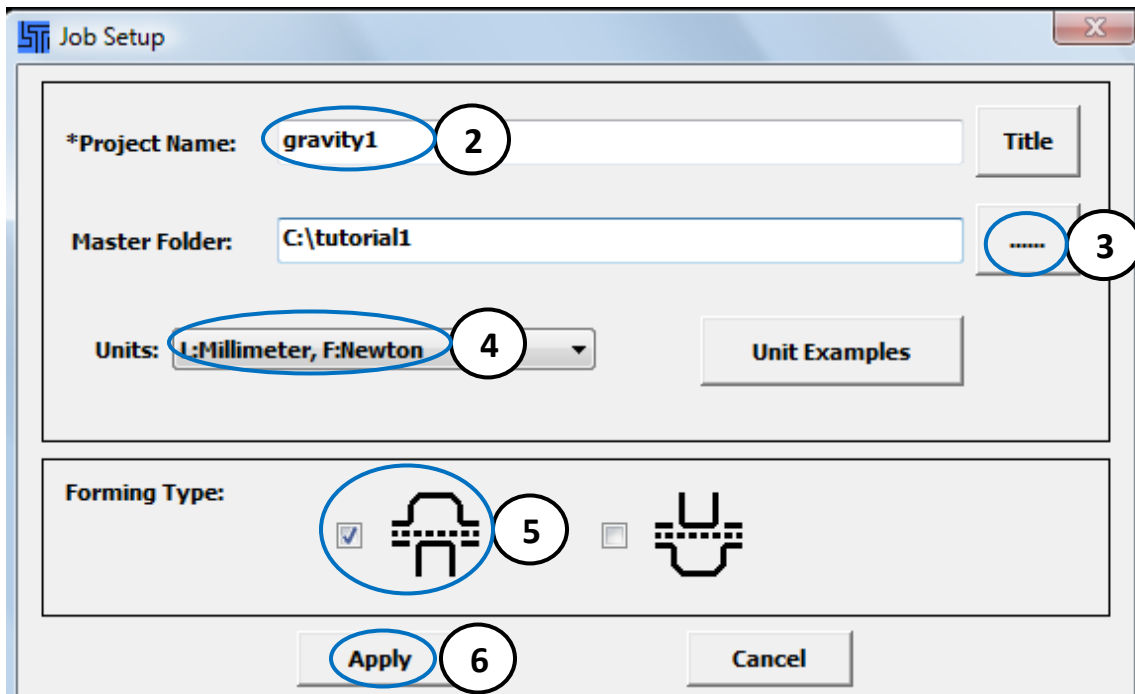 Job Setup
*Project Name: gravity1 2 Title
Master Folder: C:\tutorial1 ...... 3
Units: L:Millimeter, F:Newton 4 Unit Examples
Forming Type:
5
Apply 6 Cancel